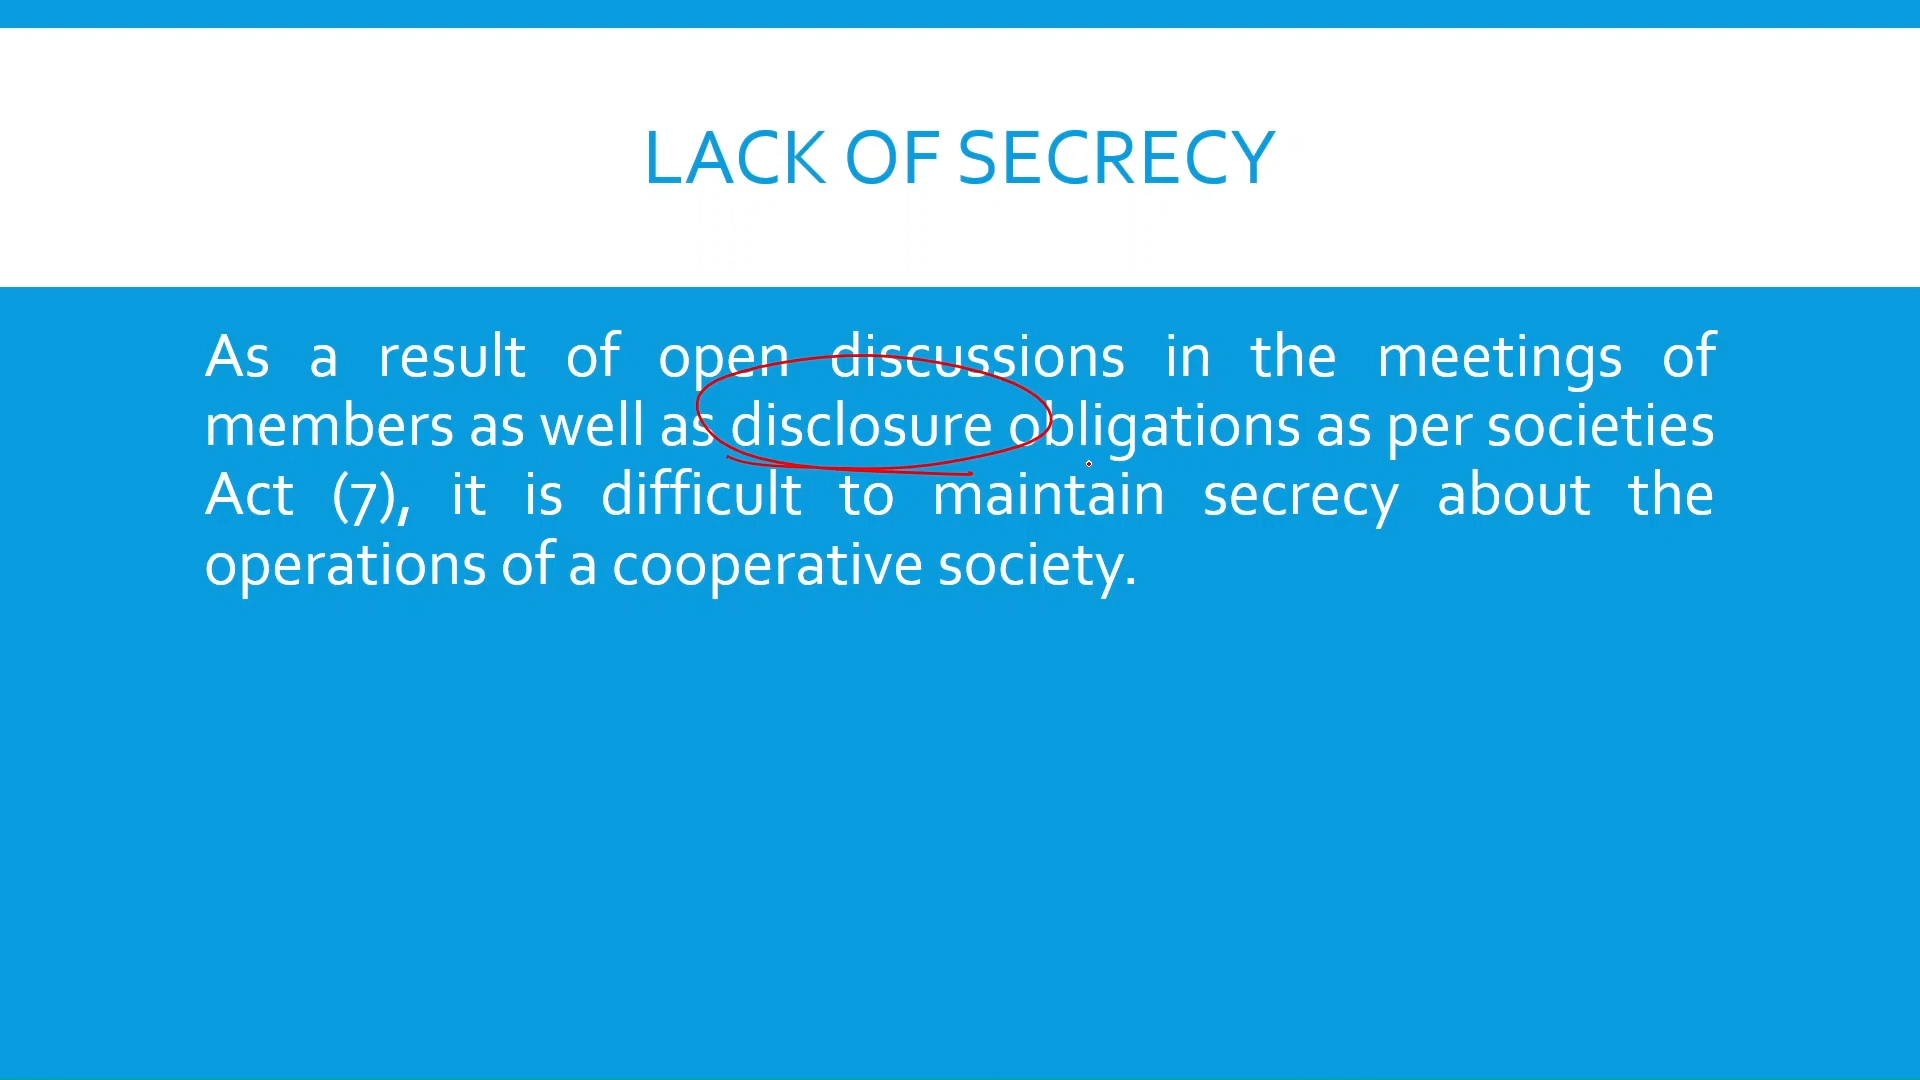 LACK OF SECRECY
As a result of open discussions in the meetings of
members as well as disclosure obligations as per societies
Act (7), it is difficult to maintain secrecy about the
operations of a cooperative society.